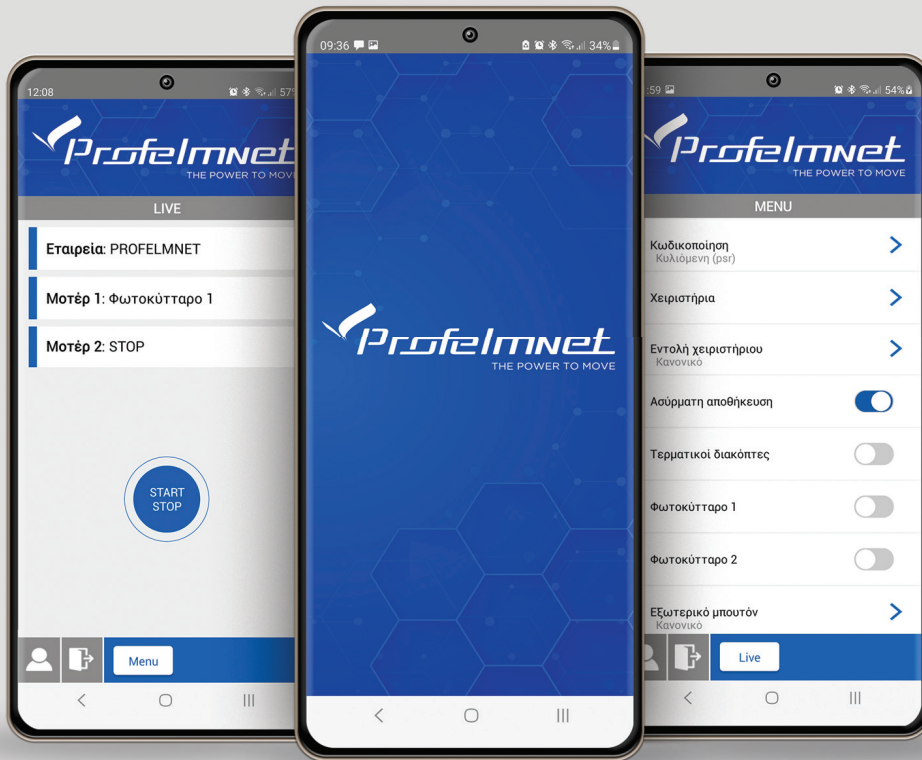 12:08
57%
Profelmnet
THE POWER TO MOVE
LIVE
Εταιρεία: PROFELMNET
Μοτέρ 1: Φωτοκύτταρο 1
Μοτέρ 2: STOP
START
STOP
Menu
09:36
34%
Profelmnet
THE POWER TO MOVE
:59
54%
Profelmnet
THE POWER TO MOVE
MENU
Κωδικοποίηση
Κυλιόμενη (psr)
Χειριστήρια
Εντολή χειριστήριου
Κανονικό
Ασύρματη αποθήκευση
Τερματικοί διακόπτες
Φωτοκύτταρο 1
Φωτοκύτταρο 2
Εξωτερικό μπουτόν
Κανονικό
Live